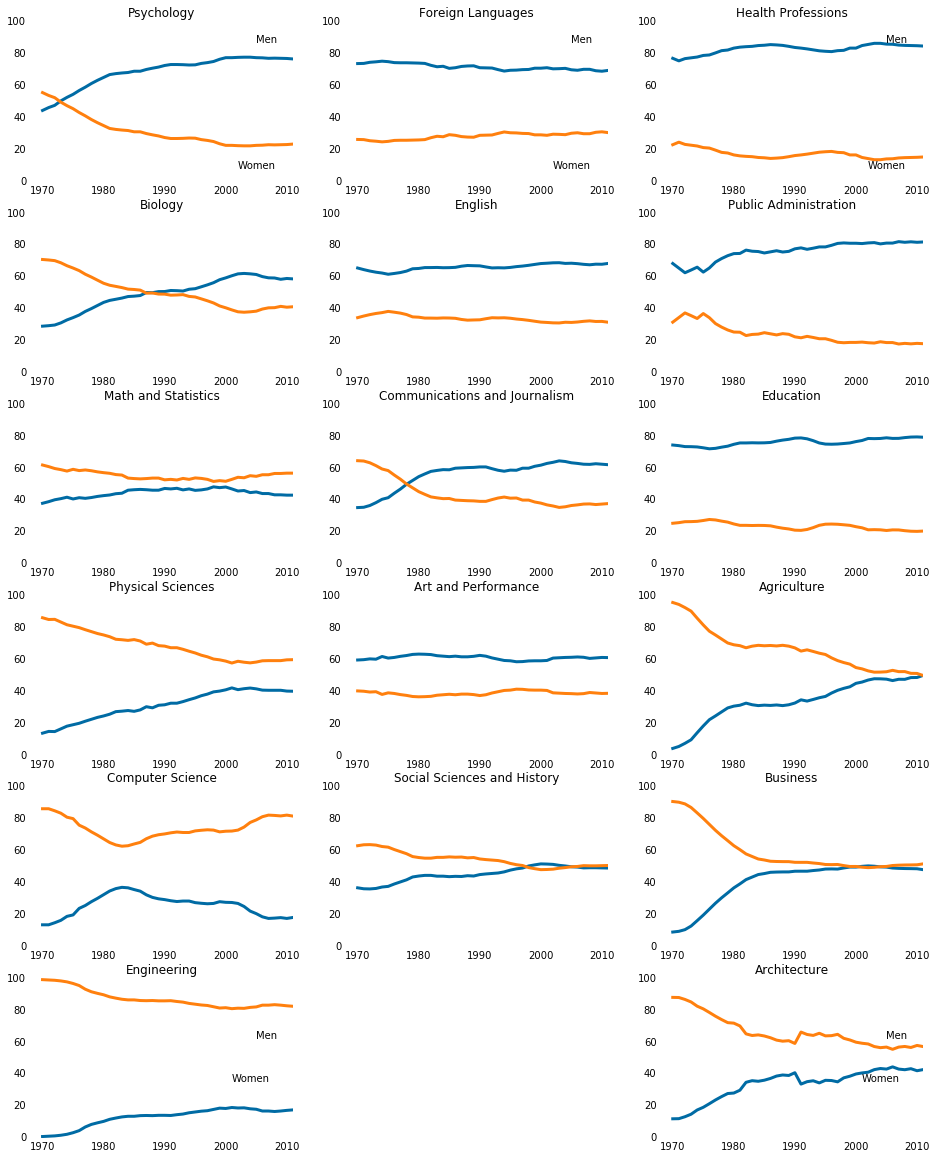 Psychology Foreign Languages Health Professions
100 100 100
Men Men Men
80 80 80
60 60 60
40 40 40
20 20 20
Women Women Women
0 0 0
1970 1980 1990 2000 2010 1970 1980 1990 2000 2010 1970 1980 1990 2000 2010
Biology English Public Administration
100 100 100
80 80 80
60 60 60
40 40 40
20 20 20
0 0 0
1970 1980 1990 2000 2010 1970 1980 1990 2000 2010 1970 1980 1990 2000 2010
Math and Statistics Communications and Journalism Education
100 100 100
80 80 80
60 60 60
40 40 40
20 20 20
0 0 0
1970 1980 1990 2000 2010 1970 1980 1990 2000 2010 1970 1980 1990 2000 2010
Physical Sciences Art and Performance Agriculture
100 100 100
80 80 80
60 60 60
40 40 40
20 20 20
0 0 0
1970 1980 1990 2000 2010 1970 1980 1990 2000 2010 1970 1980 1990 2000 2010
Computer Science Social Sciences and History Business
100 100 100
80 80 80
60 60 60
40 40 40
20 20 20
0 0 0
1970 1980 1990 2000 2010 1970 1980 1990 2000 2010 1970 1980 1990 2000 2010
Engineering Architecture
100 100
80 80
Men Men
60 60
40 40
Women Women
20 20
0 0
1970 1980 1990 2000 2010 1970 1980 1990 2000 2010